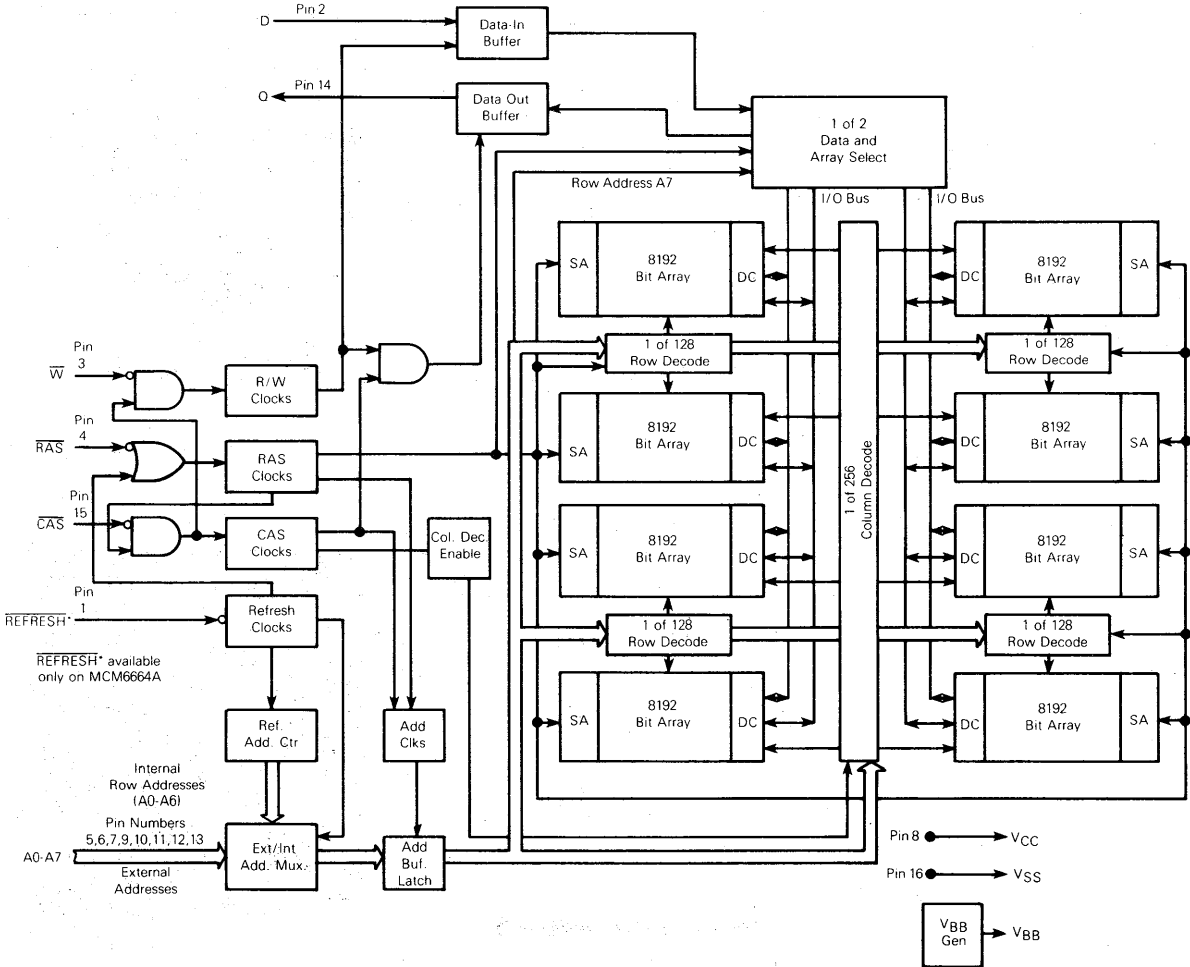 D
Pin 2
Data-In
Buffer
Q
Pin 14
Data Out
Buffer
1 of 2
Data and
Array Select
Row Address A7
I/O Bus
I/O Bus
SA
8192
Bit Array
DC
DC
8192
Bit Array
SA
1 of 128
Row Decode
1 of 128
Row Decode
SA
8192
Bit Array
DC
DC
8192
Bit Array
SA
1 of 256
Column Decode
SA
8192
Bit Array
DC
DC
8192
Bit Array
SA
1 of 128
Row Decode
1 of 128
Row Decode
SA
8192
Bit Array
DC
DC
8192
Bit Array
SA
Pin
3
W̅
R/W
Clocks
Pin
4
R̅A̅S̅
RAS
Clocks
Pin
15
C̅A̅S̅
CAS
Clocks
Col. Dec.
Enable
Pin
1
R̅E̅F̅R̅E̅S̅H̅*
Refresh
Clocks
R̅E̅F̅R̅E̅S̅H̅* available
only on MCM6664A
Ref.
Add. Ctr
Add
Clks
Internal
Row Addresses
(A0-A6)
Pin Numbers
5,6,7,9,10,11,12,13
A0-A7
External
Addresses
Ext/Int
Add. Mux.
Add
Buf.
Latch
Pin 8
VCC
Pin 16
VSS
VBB
Gen
VBB